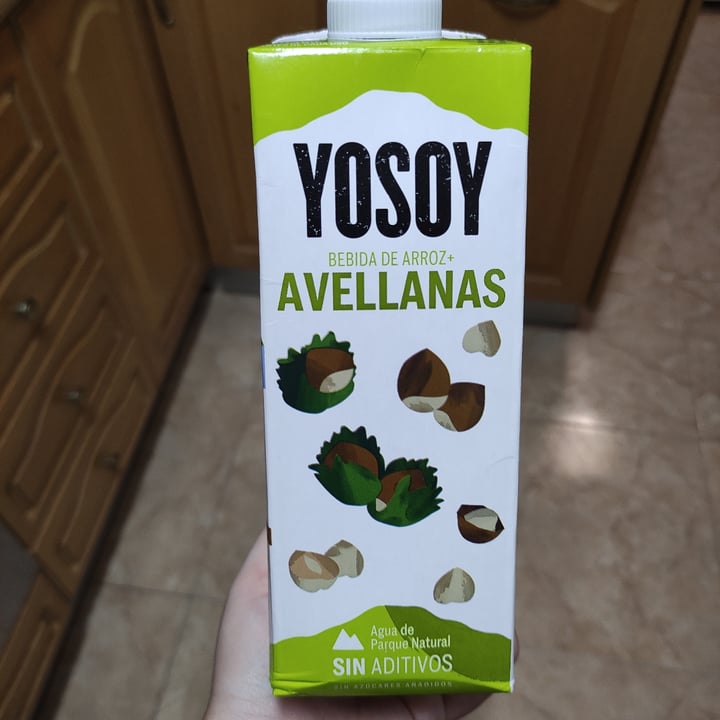 YOSOY
BEBIDA DE ARROZ+
AVELLANAS
Agua de
Parque Natural
SIN ADITIVOS
SIN AZÚCARES AÑADIDOS